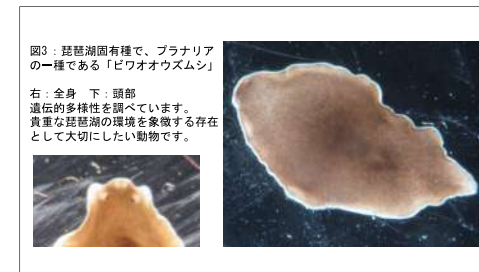 図3：琵琶湖固有種で、プラナリア
の一種である「ビワオオウズムシ」
右：全身　下：頭部
遺伝的多様性を調べています。
貴重な琵琶湖の環境を象徴する存在
として大切にしたい動物です。